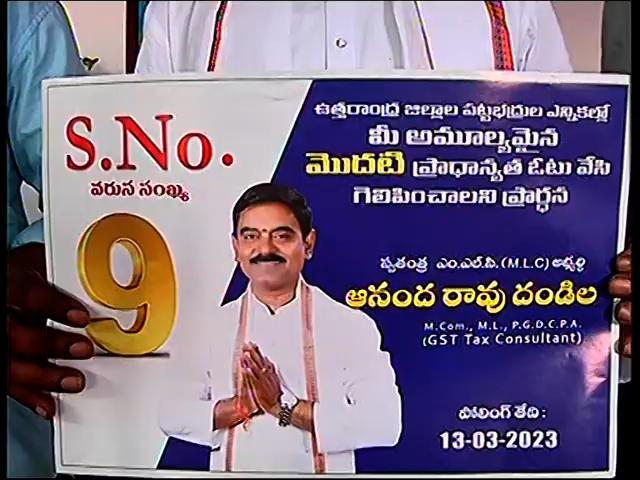 S.No.
వరుస సంఖ్య
9
ఉత్తరాంధ్ర జిల్లాల పట్టభద్రుల ఎన్నికల్లో
మీ అమూల్యమైన
మొదటి ప్రాధాన్యత ఓటు వేసి
గెలిపించాలని ప్రార్ధన
స్వతంత్ర ఎం.ఎల్.సి.(M.L.C) అభ్యర్థి
ఆనంద రావు దండిల
M.Com., M.L., P.G.D.C.P.A.
(GST Tax Consultant)
పోలింగ్ తేది :
13-03-2023